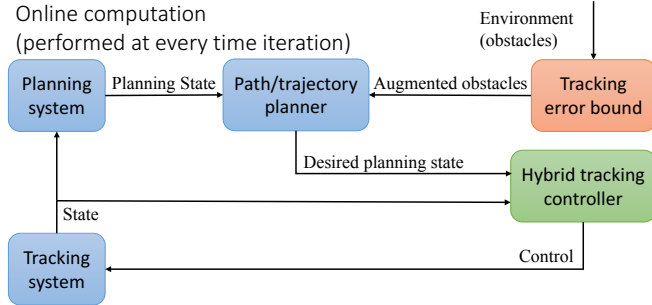 Online computation
(performed at every time iteration)
Environment
(obstacles)
Planning
system
Planning State
Path/trajectory
planner
Augmented obstacles
Tracking
error bound
Desired planning state
Hybrid tracking
controller
State
Tracking
system
Control